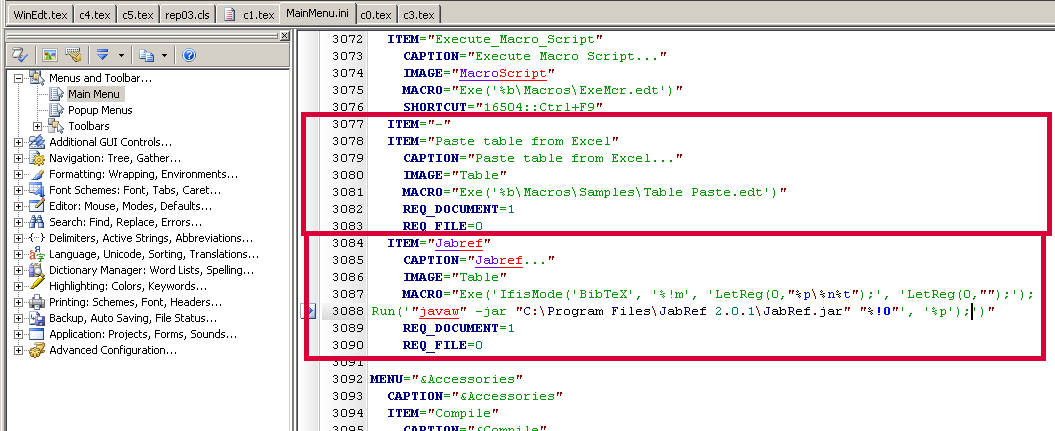 WinEdt.tex c4.tex c5.tex rep03.cls c1.tex MainMenu.ini c0.tex c3.tex
Menus and Toolbar...
Main Menu
Popup Menus
Toolbars
Additional GUI Controls...
Navigation: Tree, Gather...
Formatting: Wrapping, Environments...
Font Schemes: Font, Tabs, Caret...
Editor: Mouse, Modes, Defaults...
Search: Find, Replace, Errors...
Delimiters, Active Strings, Abbreviations...
Language, Unicode, Sorting, Translations...
Dictionary Manager: Word Lists, Spelling...
Highlighting: Colors, Keywords...
Printing: Schemes, Font, Headers...
Backup, Auto Saving, File Status...
Application: Projects, Forms, Sounds...
Advanced Configuration...
3072 ITEM="Execute_Macro_Script"
3073 CAPTION="Execute Macro Script..."
3074 IMAGE="MacroScript"
3075 MACRO="Exe('%b\Macros\ExeMcr.edt')"
3076 SHORTCUT="16504::Ctrl+F9"
3077 ITEM="-"
3078 ITEM="Paste table from Excel"
3079 CAPTION="Paste table from Excel..."
3080 IMAGE="Table"
3081 MACRO="Exe('%b\Macros\Samples\Table Paste.edt')"
3082 REQ_DOCUMENT=1
3083 REQ_FILE=0
3084 ITEM="Jabref"
3085 CAPTION="Jabref..."
3086 IMAGE="Table"
3087 MACRO="Exe('IfisMode('BibTeX', '%!m', 'LetReg(0,"%p\%n%t");', 'LetReg(0,"");');
3088 Run('"javaw" -jar "C:\Program Files\JabRef 2.0.1\JabRef.jar" "%!0"', '%p');')"
3089 REQ_DOCUMENT=1
3090 REQ_FILE=0
3091
3092 MENU="&Accessories"
3093 CAPTION="&Accessories"
3094 ITEM="Compile"
3095 CAPTION="&Compile"